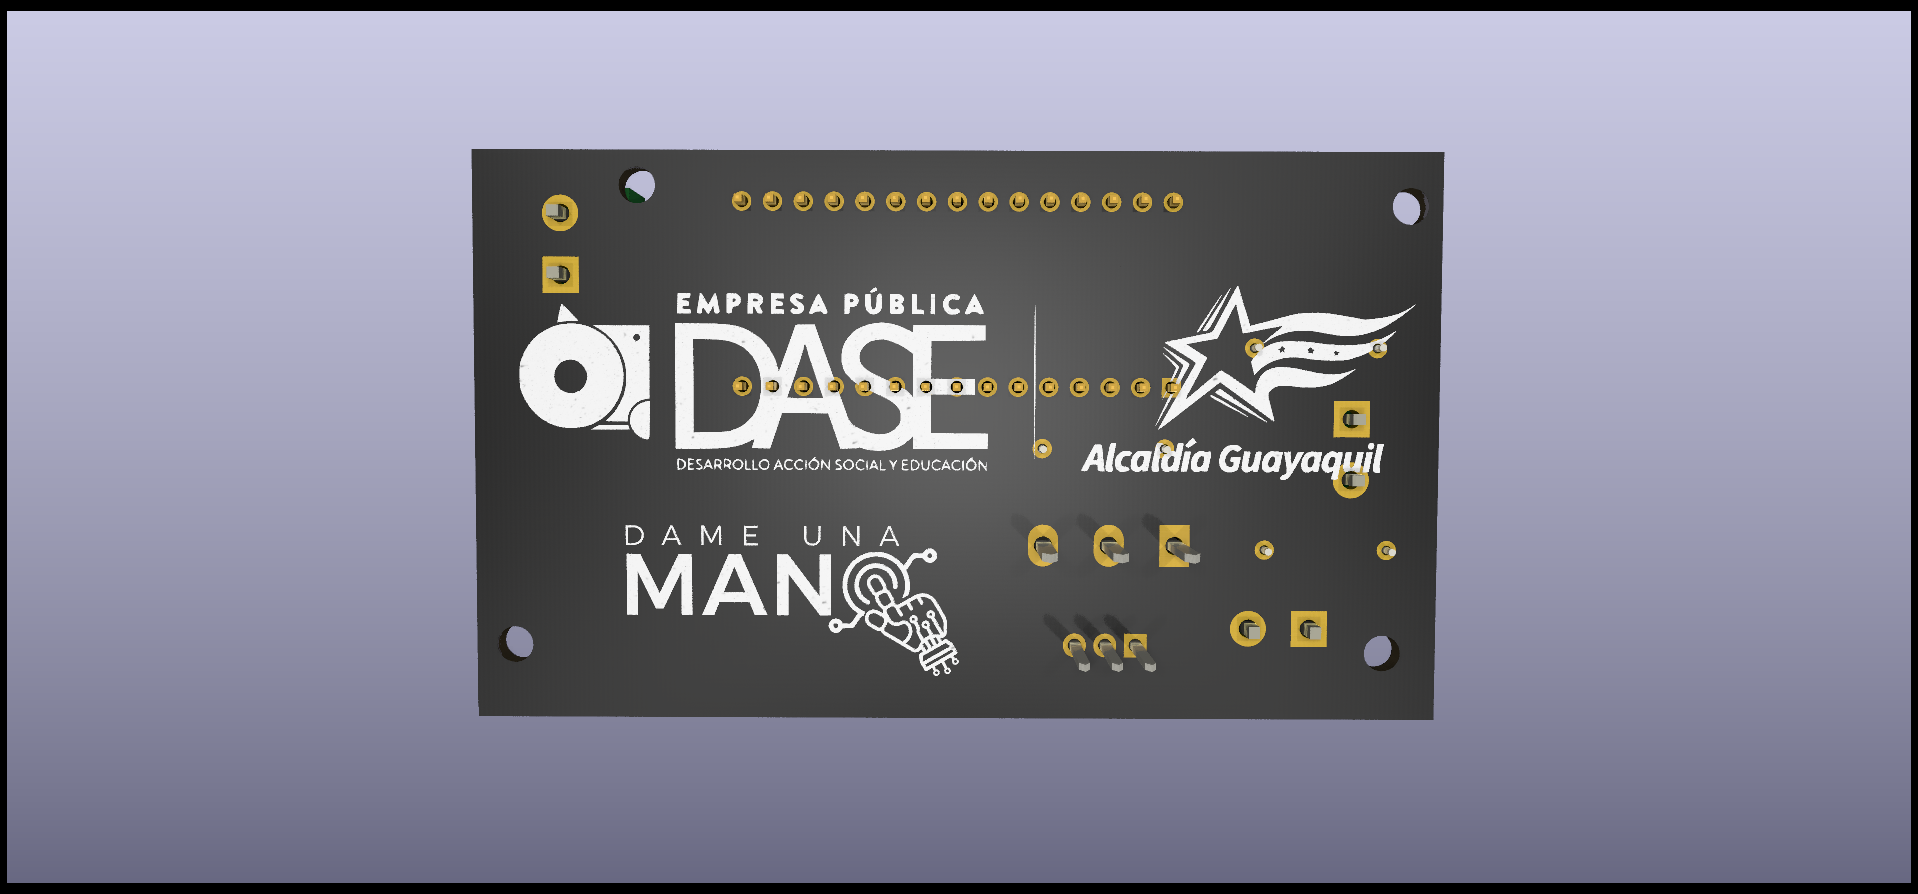 EMPRESA PÚBLICA
DASE
DESARROLLO ACCIÓN SOCIAL Y EDUCACIÓN
Alcaldía Guayaquil
DAME UNA
MANO